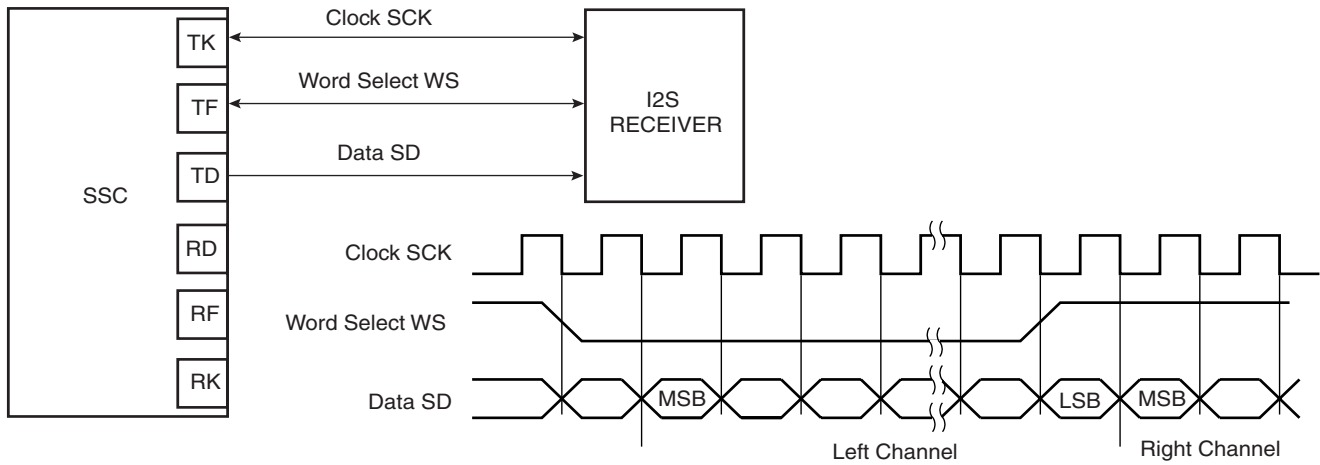 Clock SCK
TK
Word Select WS
TF
I2S
RECEIVER
Data SD
TD
SSC
RD
Clock SCK
RF
Word Select WS
RK
Data SD
MSB
LSB
MSB
Left Channel
Right Channel